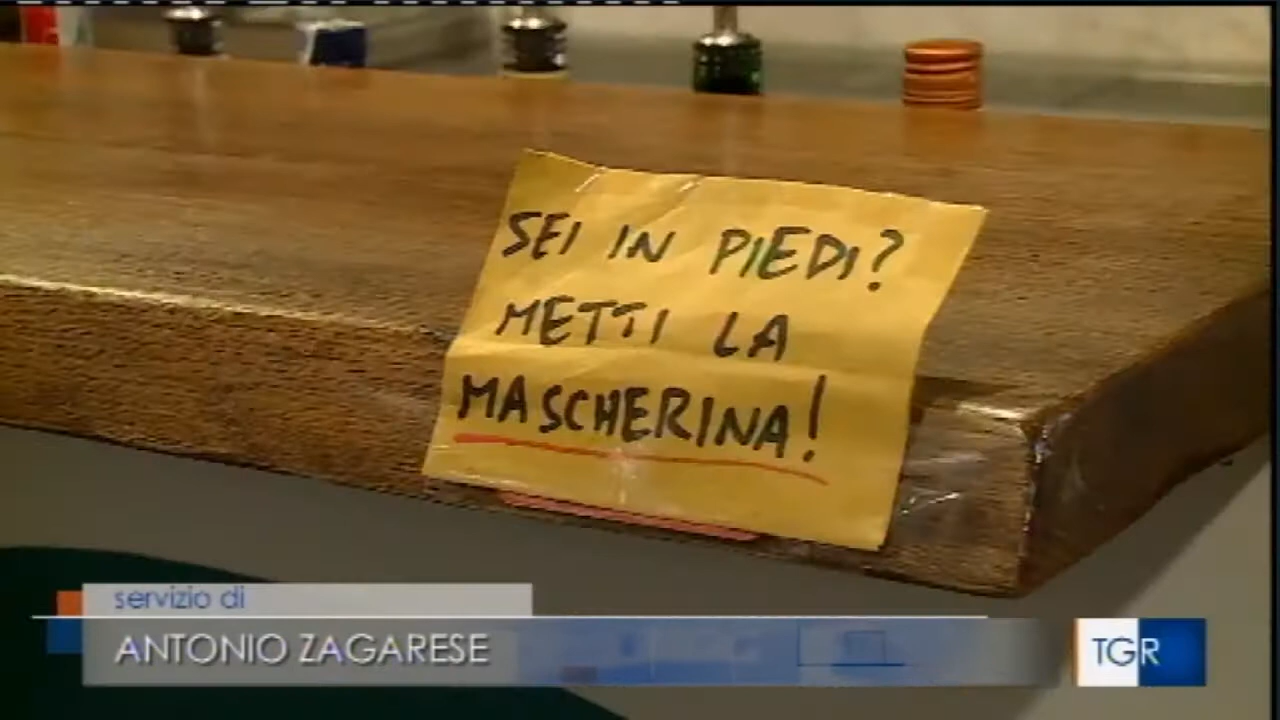 SEI IN PIEDI?
METTI LA
MASCHERINA!
servizio di
ANTONIO ZAGARESE
TGR